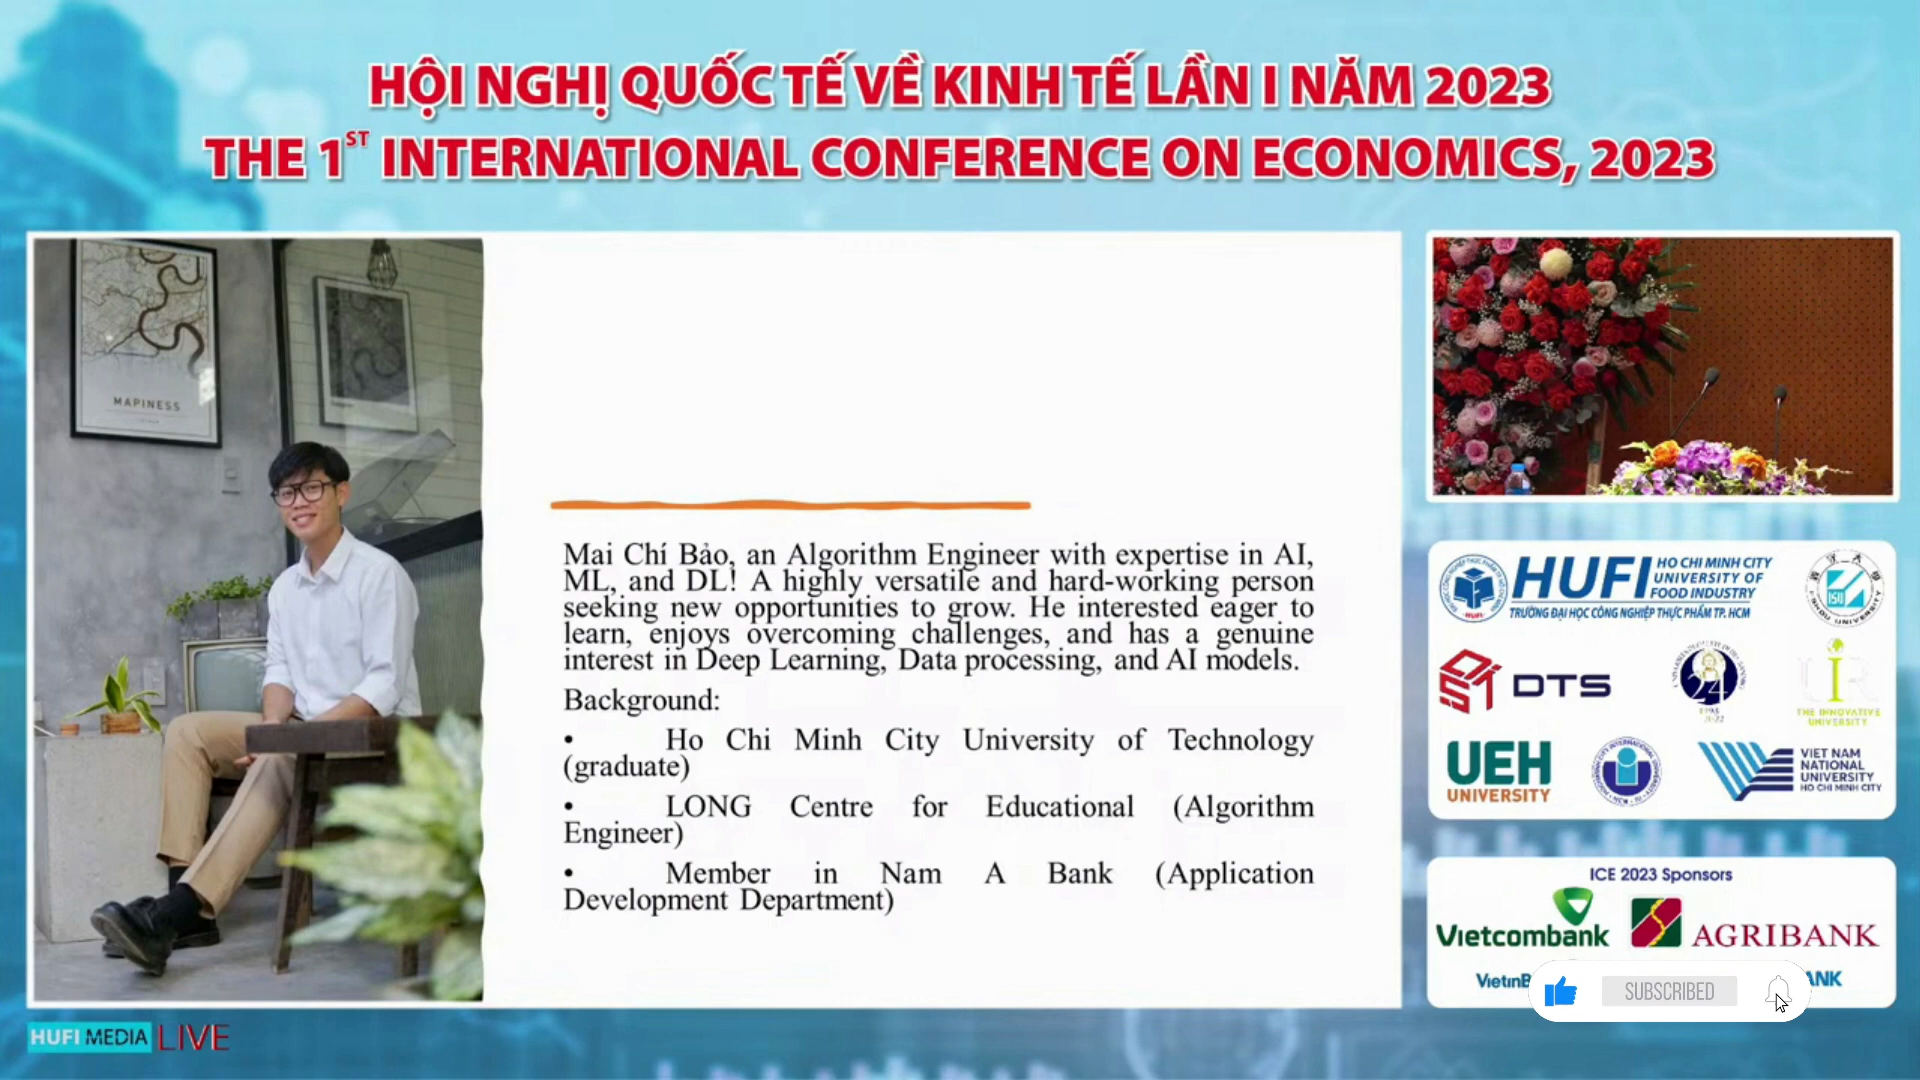 HỘI NGHỊ QUỐC TẾ VỀ KINH TẾ LẦN I NĂM 2023
THE 1ST INTERNATIONAL CONFERENCE ON ECONOMICS, 2023
MAPINESS
Mai Chí Bảo, an Algorithm Engineer with expertise in AI,
ML, and DL! A highly versatile and hard-working person
seeking new opportunities to grow. He interested eager to
learn, enjoys overcoming challenges, and has a genuine
interest in Deep Learning, Data processing, and AI models.
Background:
• Ho Chi Minh City University of Technology
(graduate)
• LONG Centre for Educational (Algorithm
Engineer)
• Member in Nam A Bank (Application
Development Department)
HUFI
HO CHI MINH CITY
UNIVERSITY OF
FOOD INDUSTRY
TRƯỜNG ĐẠI HỌC CÔNG NGHIỆP THỰC PHẨM TP. HCM
HUFI
ISU
I-SHOU UNIVERSITY
DTS
24
THE INNOVATIVE
UNIVERSITY
UEH
UNIVERSITY
VIET NAM
NATIONAL
UNIVERSITY
HO CHI MINH CITY
ICE 2023 Sponsors
Vietcombank
AGRIBANK
SUBSCRIBED
HUFI MEDIA LIVE